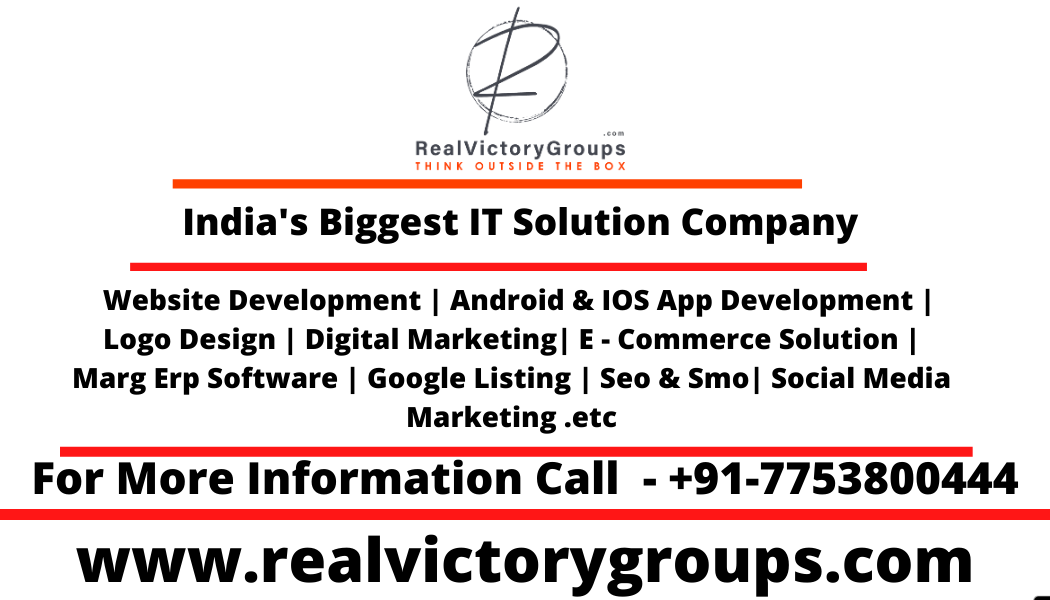 .com
RealVictoryGroups
THINK OUTSIDE THE BOX
India's Biggest IT Solution Company
Website Development | Android & IOS App Development |
Logo Design | Digital Marketing| E - Commerce Solution |
Marg Erp Software | Google Listing | Seo & Smo| Social Media
Marketing .etc
For More Information Call - +91-7753800444
www.realvictorygroups.com